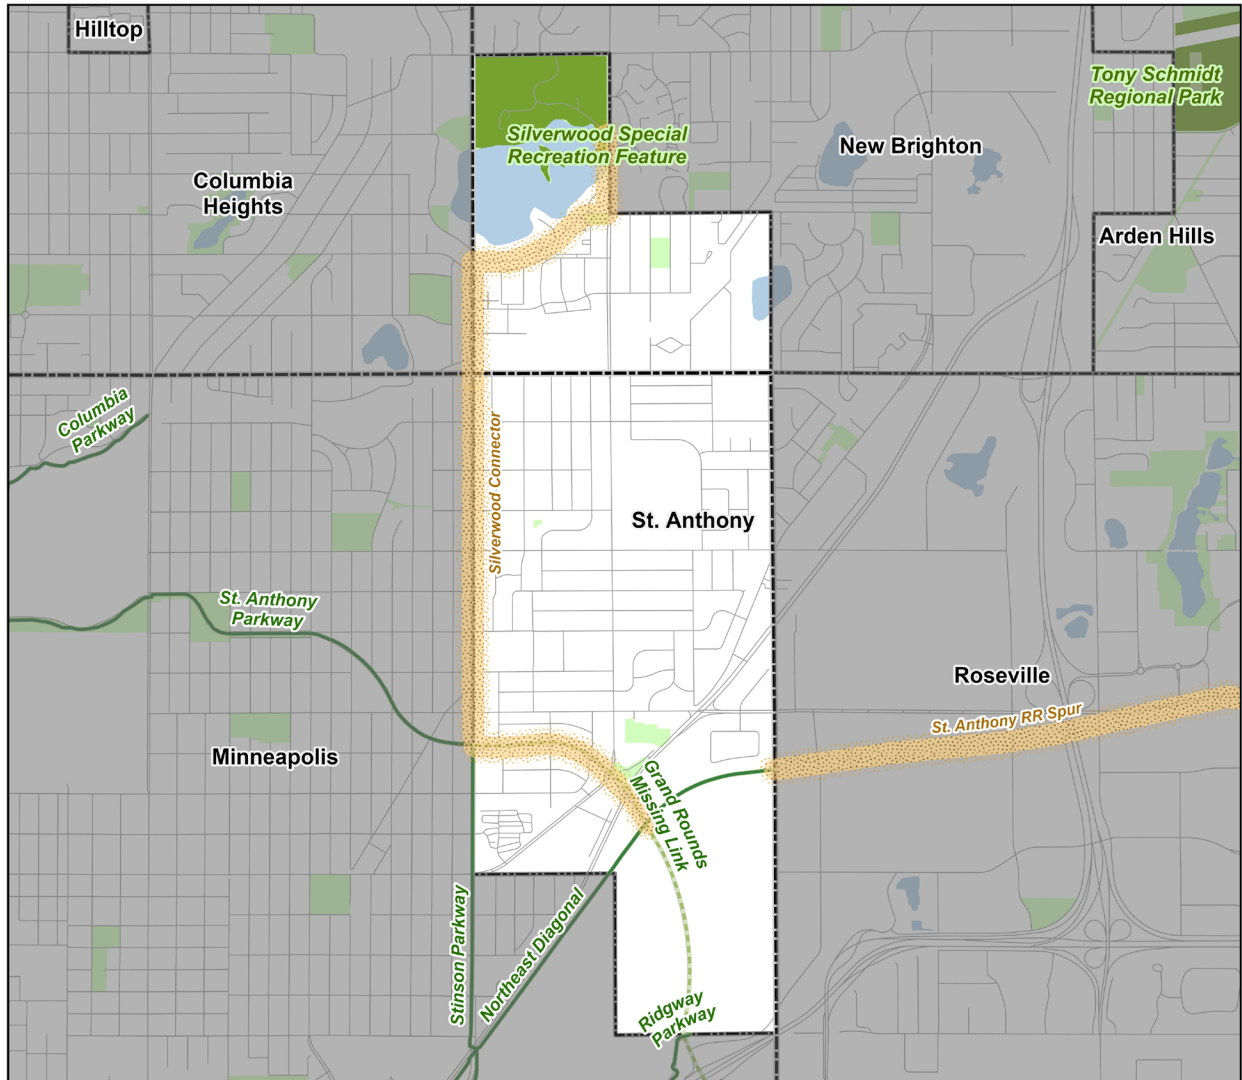 Hilltop
Tony Schmidt
Regional Park
Silverwood Special
Recreation Feature
New Brighton
Columbia
Heights
Arden Hills
Columbia
Parkway
Silverwood Connector
St. Anthony
St. Anthony
Parkway
Roseville
St. Anthony RR Spur
Minneapolis
Grand Rounds
Missing Link
Stinson Parkway
Northeast Diagonal
Ridgway
Parkway